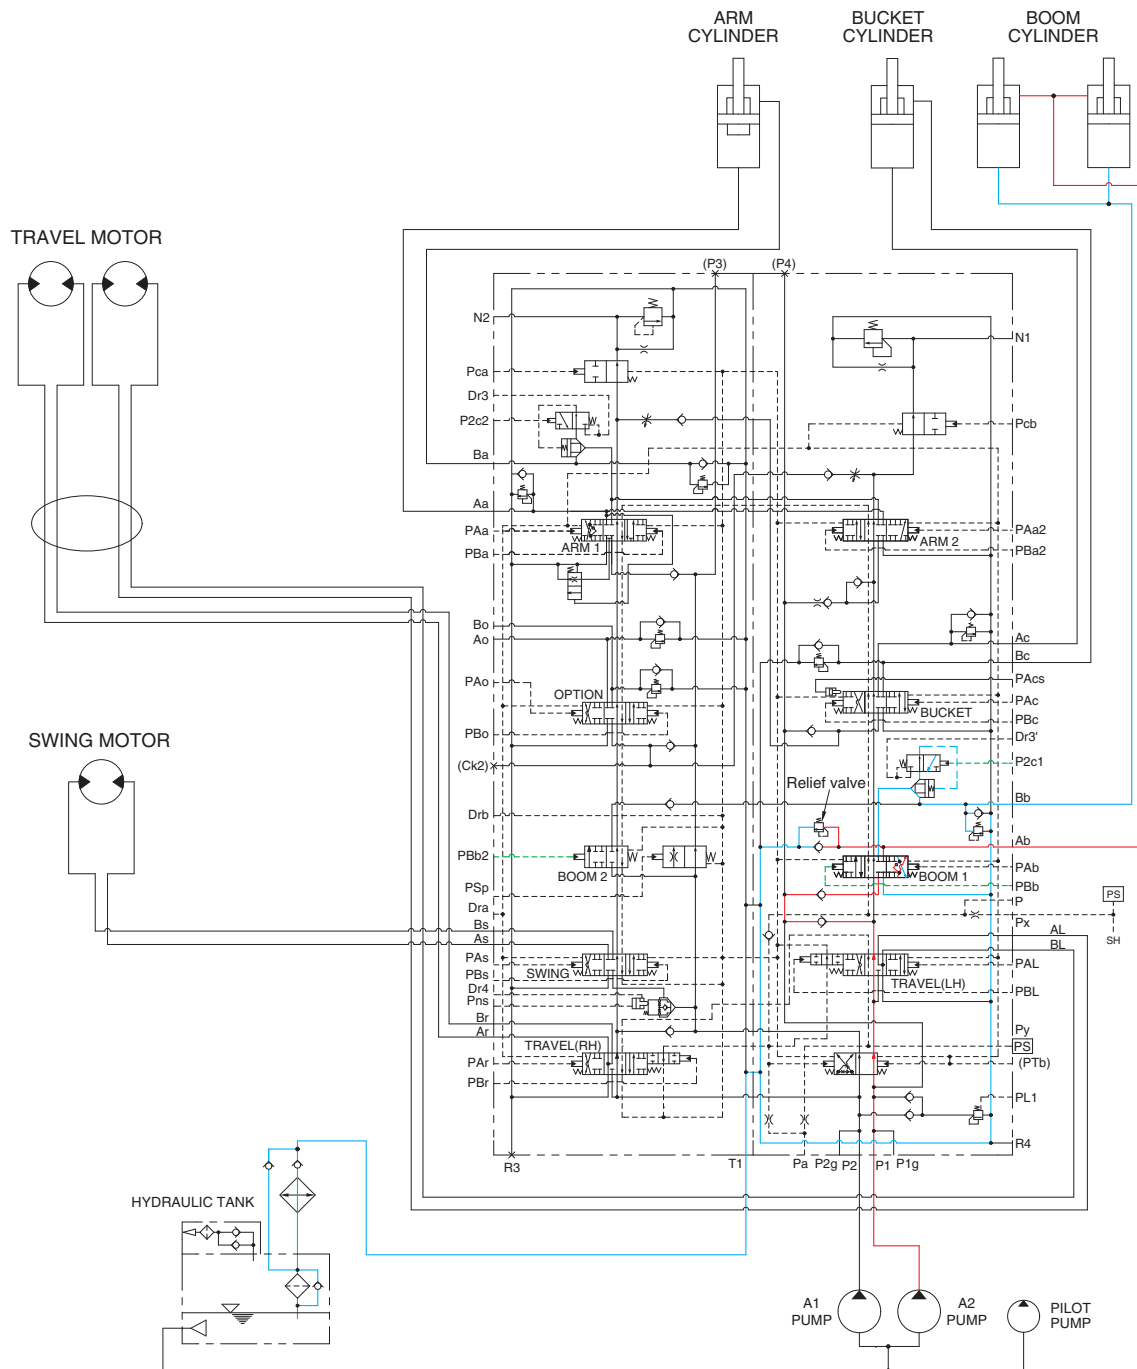 ARM
CYLINDER
BUCKET
CYLINDER
BOOM
CYLINDER
TRAVEL MOTOR
(P3)
(P4)
N2
N1
Pca
Dr3
P2c2
Pcb
Ba
Aa
PAa
ARM 1
PBa
ARM 2
PAa2
PBa2
Bo
Ao
Ac
Bc
PAo
OPTION
PBo
PAcs
PAc
BUCKET
PBc
Dr3'
SWING MOTOR
(Ck2)
P2c1
Relief valve
Bb
Drb
Ab
PBb2
BOOM 2
BOOM 1
PAb
PBb
PSp
P
PS
Dra
Px
Bs
AL
SH
As
BL
PAs
PAL
PBs
SWING
TRAVEL(LH)
Dr4
PBL
Pns
Br
Ar
TRAVEL(RH)
Py
PS
PAr
(PTb)
PBr
PL1
R4
R3
T1
Pa
P2g
P2
P1
P1g
HYDRAULIC TANK
A1
PUMP
A2
PUMP
PILOT
PUMP